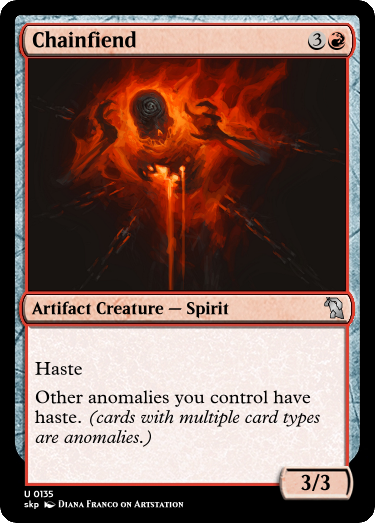 Chainfiend 3
Artifact Creature — Spirit
Haste
Other anomalies you control have
haste. (cards with multiple card types
are anomalies.)
3/3
U 0135
skp Diana Franco on Artstation